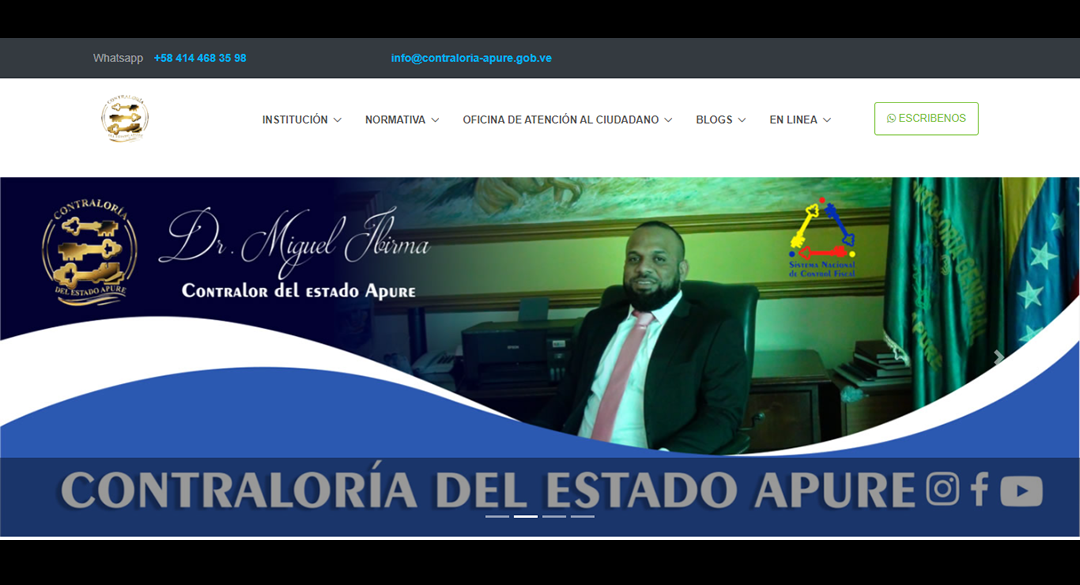 Whatsapp +58 414 468 35 98 info@contraloria-apure.gob.ve
INSTITUCIÓN NORMATIVA OFICINA DE ATENCIÓN AL CIUDADANO BLOGS EN LINEA ESCRIBENOS
CONTRALORÍA
DEL ESTADO APURE
Dr. Miguel Ibirma
Contralor del estado Apure
Sistema Nacional
de Control Fiscal
CONTRALORÍA DEL ESTADO APURE